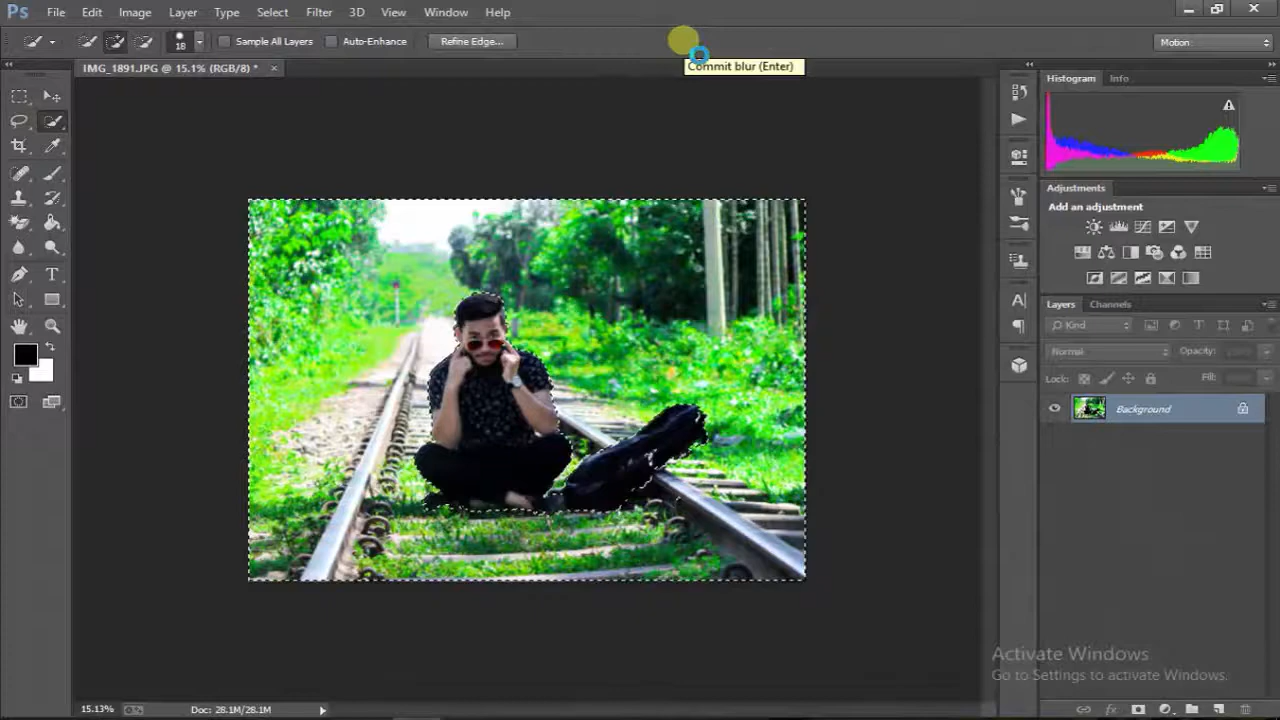 Ps File Edit Image Layer Type Select Filter 3D View Window Help
18 Sample All Layers Auto-Enhance Refine Edge... Motion
Commit blur (Enter)
IMG_1891.JPG @ 15.1% (RGB/8) * ×
Histogram Info
Adjustments
Add an adjustment
Layers Channels
Kind
Normal Opacity:
Lock: Fill:
Background
Activate Windows
Go to Settings to activate Windows.
15.13% Doc: 28.1M/28.1M